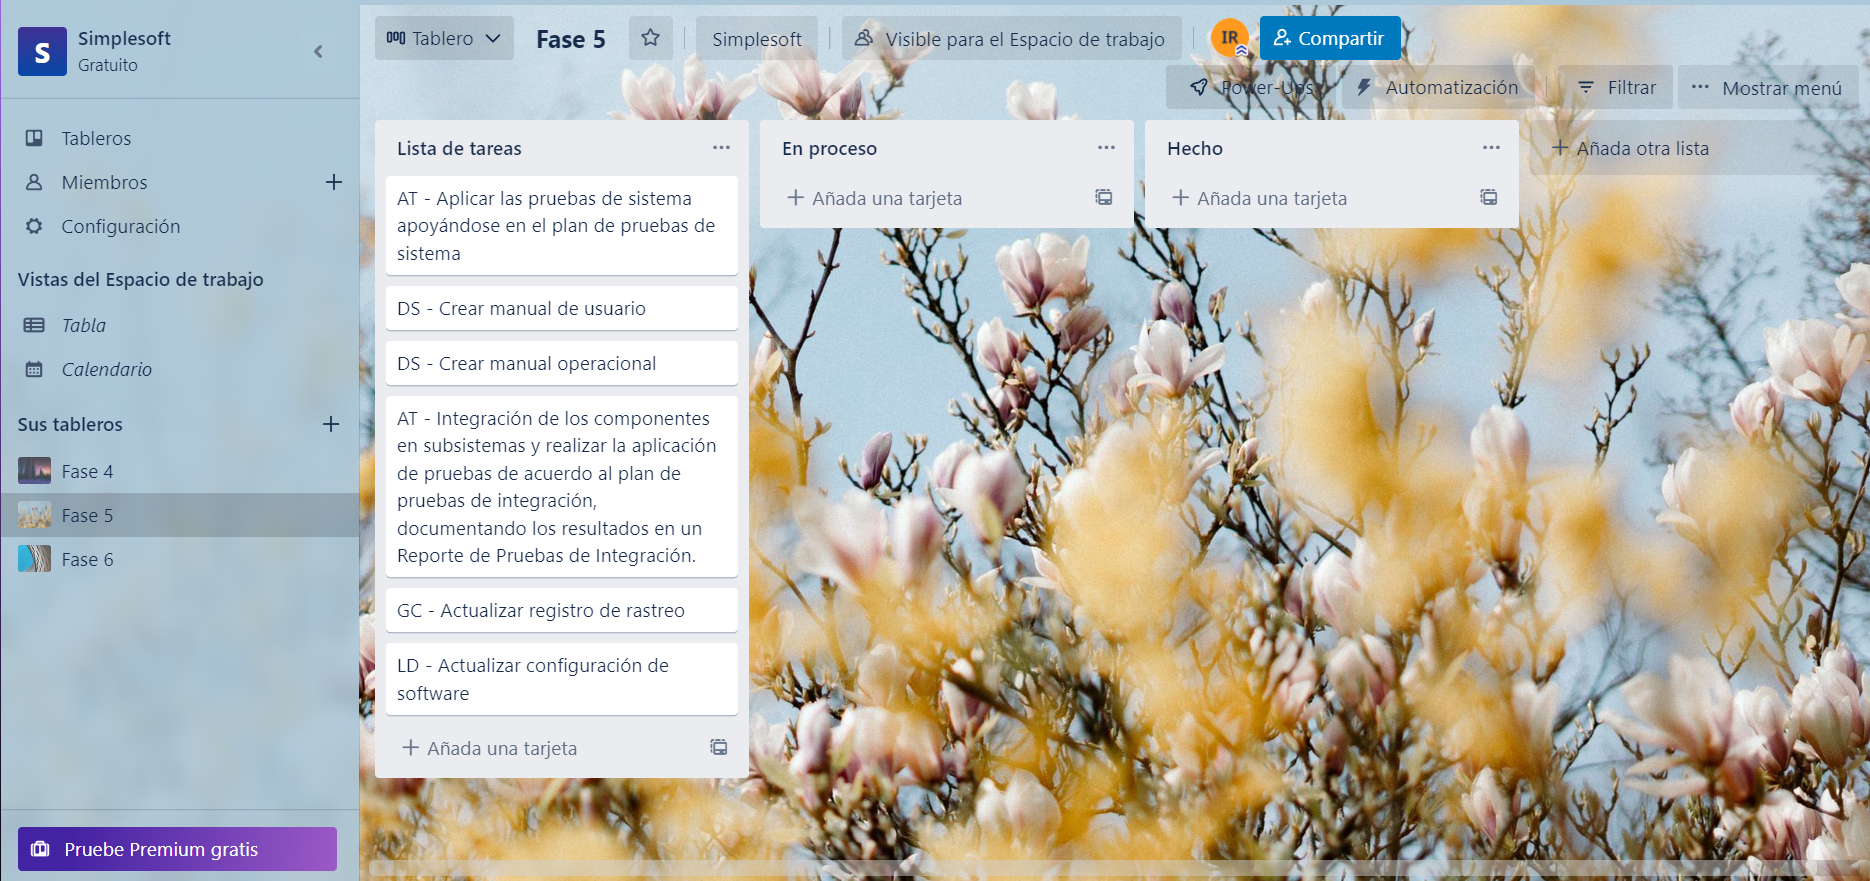 S
Simplesoft
Gratuito
Tableros
Miembros
Configuración
Vistas del Espacio de trabajo
Tabla
Calendario
Sus tableros
Fase 4
Fase 5
Fase 6
Pruebe Premium gratis
Tablero
Fase 5
Simplesoft
Visible para el Espacio de trabajo
IR
Compartir
Power-Ups
Automatización
Filtrar
Mostrar menú
Lista de tareas
AT - Aplicar las pruebas de sistema
apoyándose en el plan de pruebas de
sistema
DS - Crear manual de usuario
DS - Crear manual operacional
AT - Integración de los componentes
en subsistemas y realizar la aplicación
de pruebas de acuerdo al plan de
pruebas de integración,
documentando los resultados en un
Reporte de Pruebas de Integración.
GC - Actualizar registro de rastreo
LD - Actualizar configuración de
software
Añada una tarjeta
En proceso
Añada una tarjeta
Hecho
Añada una tarjeta
Añada otra lista